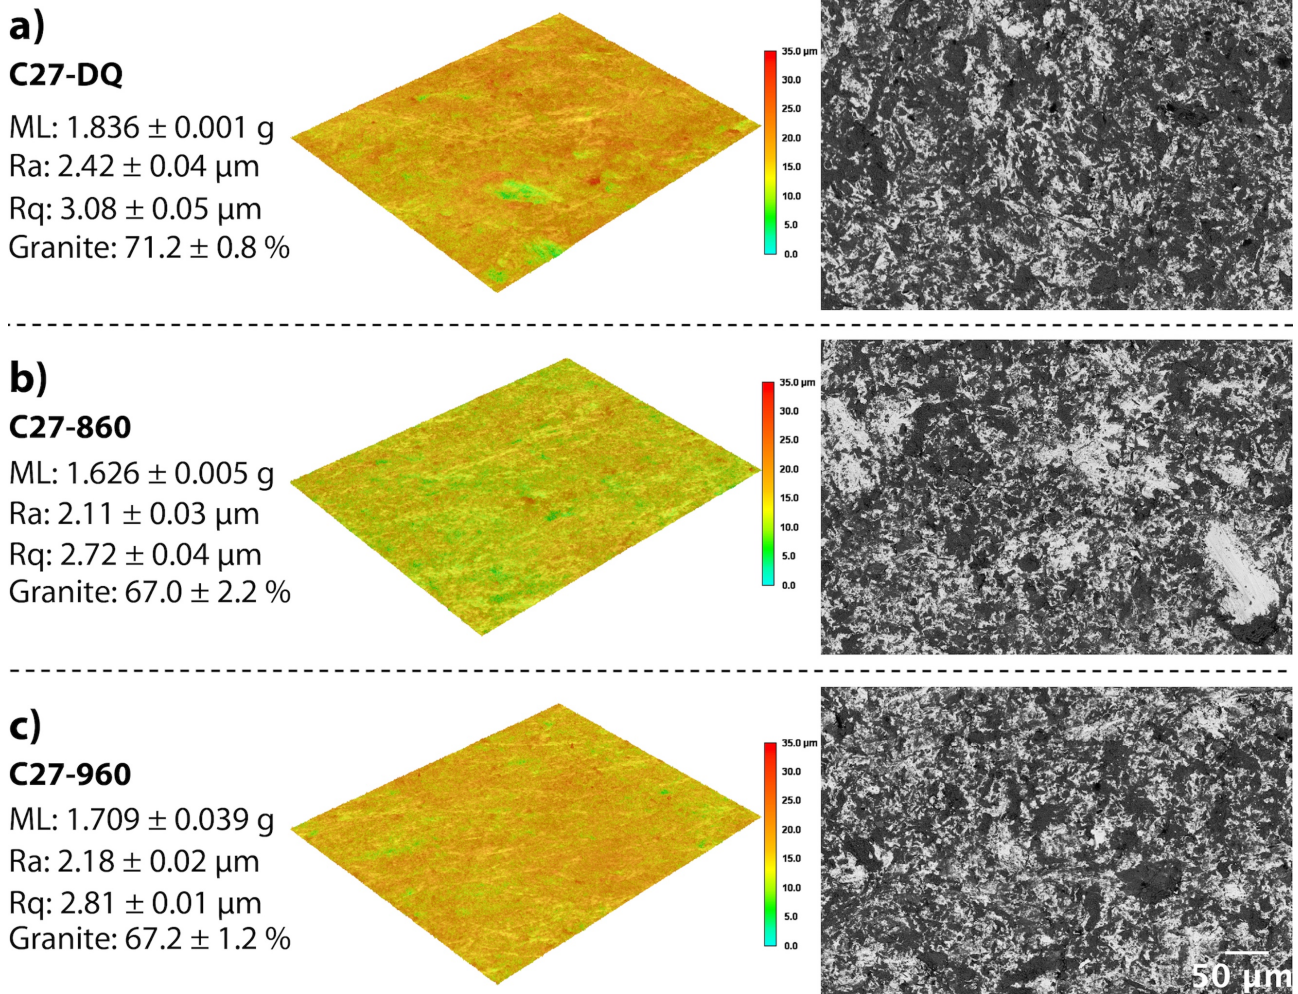 a)
C27-DQ
ML: 1.836 ± 0.001 g
Ra: 2.42 ± 0.04 µm
Rq: 3.08 ± 0.05 µm
Granite: 71.2 ± 0.8 %
35.0 µm
30.0
25.0
20.0
15.0
10.0
5.0
0.0
b)
C27-860
ML: 1.626 ± 0.005 g
Ra: 2.11 ± 0.03 µm
Rq: 2.72 ± 0.04 µm
Granite: 67.0 ± 2.2 %
35.0 µm
30.0
25.0
20.0
15.0
10.0
5.0
0.0
c)
C27-960
ML: 1.709 ± 0.039 g
Ra: 2.18 ± 0.02 µm
Rq: 2.81 ± 0.01 µm
Granite: 67.2 ± 1.2 %
35.0 µm
30.0
25.0
20.0
15.0
10.0
5.0
0.0
50 µm